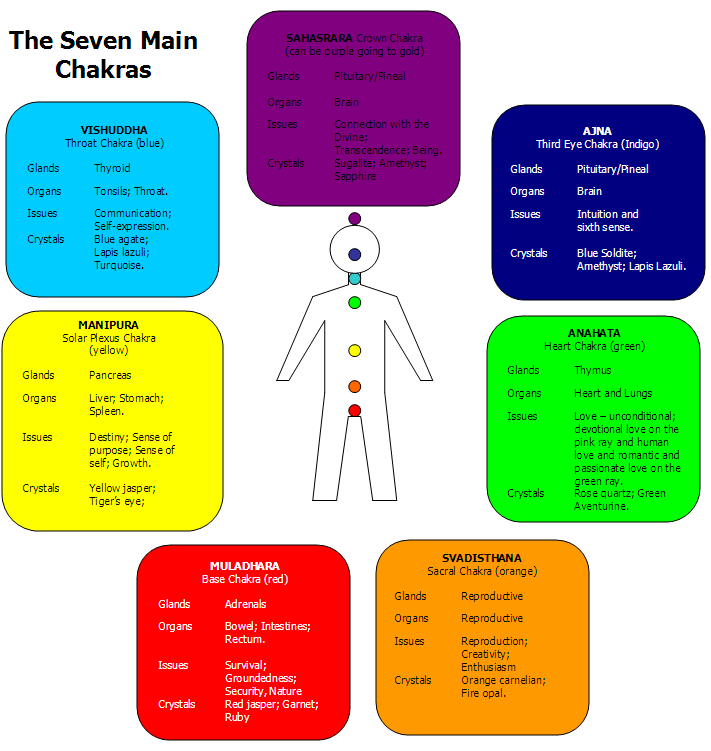 The Seven Main
Chakras
SAHASRARA Crown Chakra
(can be purple going to gold)
Glands Pituitary/Pineal
Organs Brain
Issues Connection with the
Divine;
Transcendence; Being.
Crystals Sugalite; Amethyst;
Sapphire
VISHUDDHA
Throat Chakra (blue)
Glands Thyroid
Organs Tonsils; Throat.
Issues Communication;
Self-expression.
Crystals Blue agate;
Lapis lazuli;
Turquoise.
AJNA
Third Eye Chakra (Indigo)
Glands Pituitary/Pineal
Organs Brain
Issues Intuition and
sixth sense.
Crystals Blue Soldite;
Amethyst; Lapis Lazuli.
MANIPURA
Solar Plexus Chakra
(yellow)
Glands Pancreas
Organs Liver; Stomach;
Spleen.
Issues Destiny; Sense of
purpose; Sense of
self; Growth.
Crystals Yellow jasper;
Tiger's eye;
ANAHATA
Heart Chakra (green)
Glands Thymus
Organs Heart and Lungs
Issues Love – unconditional;
devotional love on the
pink ray and human
love and romantic and
passionate love on the
green ray.
Crystals Rose quartz; Green
Aventurine.
MULADHARA
Base Chakra (red)
Glands Adrenals
Organs Bowel; Intestines;
Rectum.
Issues Survival;
Groundedness;
Security, Nature
Crystals Red jasper; Garnet;
Ruby
SVADISTHANA
Sacral Chakra (orange)
Glands Reproductive
Organs Reproductive
Issues Reproduction;
Creativity;
Enthusiasm
Crystals Orange carnelian;
Fire opal.